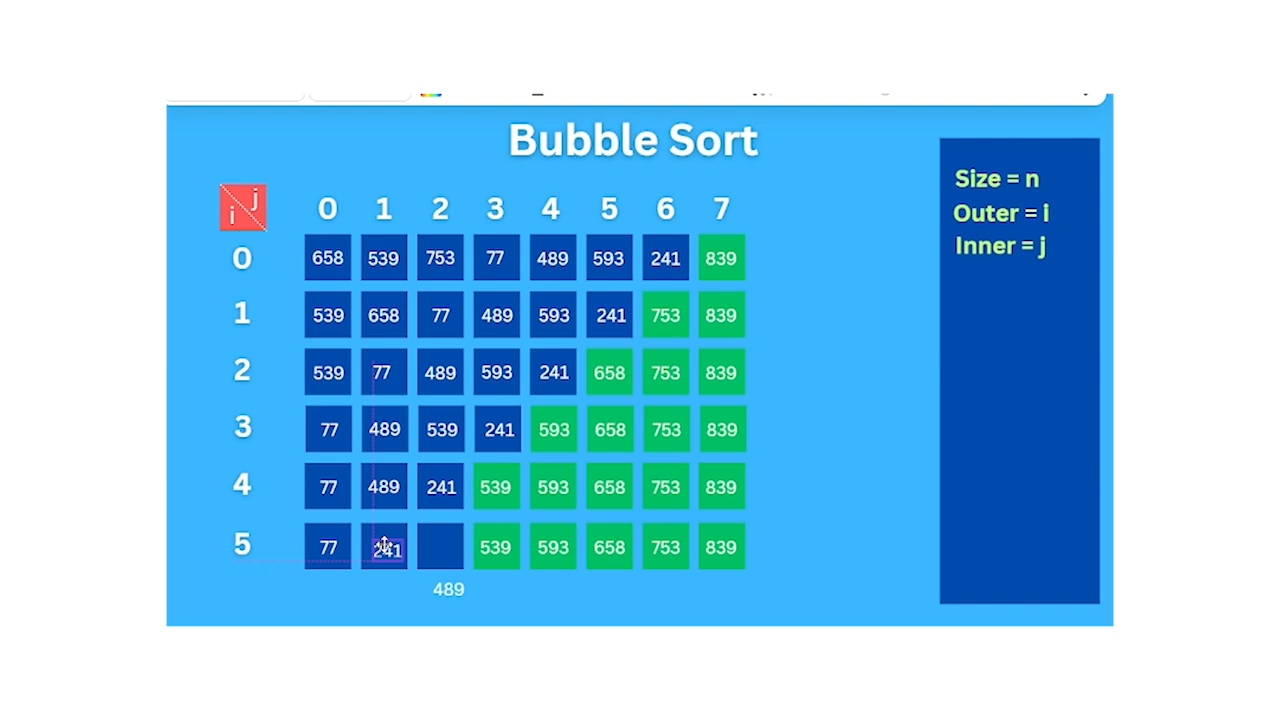 Bubble Sort
Size = n
Outer = i
Inner = j
j
i
0 1 2 3 4 5 6 7
0 658 539 753 77 489 593 241 839
1 539 658 77 489 593 241 753 839
2 539 77 489 593 241 658 753 839
3 77 489 539 241 593 658 753 839
4 77 489 241 539 593 658 753 839
5 77 241 539 593 658 753 839
489